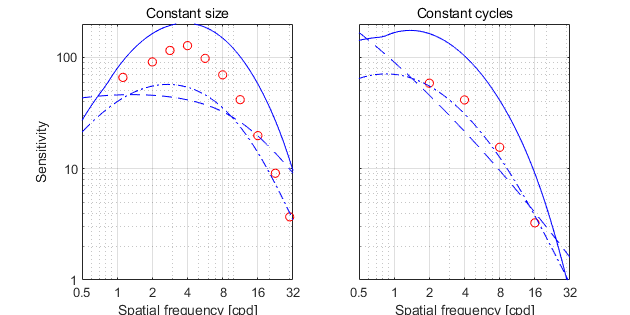 Constant size
Constant cycles
Sensitivity
100
10
1
0.5 1 2 4 8 16 32
0.5 1 2 4 8 16 32
Spatial frequency [cpd]
Spatial frequency [cpd]